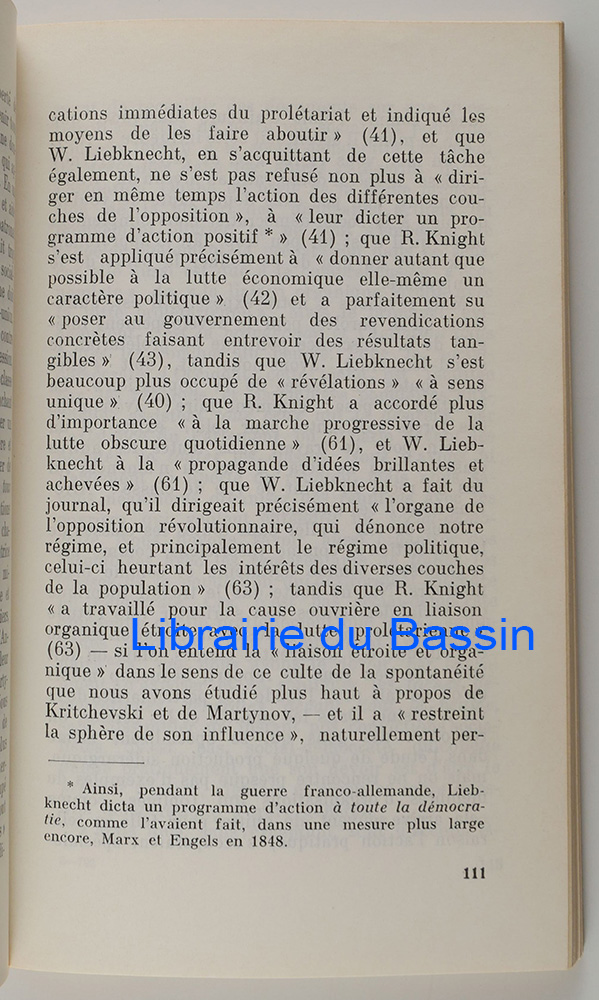 cations immédiates du prolétariat et indiqué les
moyens de les faire aboutir » (41), et que
W. Liebknecht, en s'acquittant de cette tâche
également, ne s'est pas refusé non plus à « diri-
ger en même temps l'action des différentes cou-
ches de l'opposition », à « leur dicter un pro-
gramme d'action positif * » (41) ; que R. Knight
s'est appliqué précisément à « donner autant que
possible à la lutte économique elle-même un
caractère politique » (42) et a parfaitement su
« poser au gouvernement des revendications
concrètes faisant entrevoir des résultats tan-
gibles » (43), tandis que W. Liebknecht s'est
beaucoup plus occupé de « révélations » « à sens
unique » (40) ; que R. Knight a accordé plus
d'importance « à la marche progressive de la
lutte obscure quotidienne » (61), et W. Lieb-
knecht à la « propagande d'idées brillantes et
achevées » (61) ; que W. Liebknecht a fait du
journal, qu'il dirigeait précisément « l'organe de
l'opposition révolutionnaire, qui dénonce notre
régime, et principalement le régime politique,
celui-ci heurtant les intérêts des diverses couches
de la population » (63) ; tandis que R. Knight
« a travaillé pour la cause ouvrière en liaison
organique étroite avec la lutte prolétarienne »
Librairie du Bassin
(63) — si l'on entend la « liaison étroite et orga-
nique » dans le sens de ce culte de la spontanéité
que nous avons étudié plus haut à propos de
Kritchevski et de Martynov, — et il a « restreint
la sphère de son influence », naturellement per-
* Ainsi, pendant la guerre franco-allemande, Lieb-
knecht dicta un programme d'action à toute la démocra-
tie, comme l'avaient fait, dans une mesure plus large
encore, Marx et Engels en 1848.
111